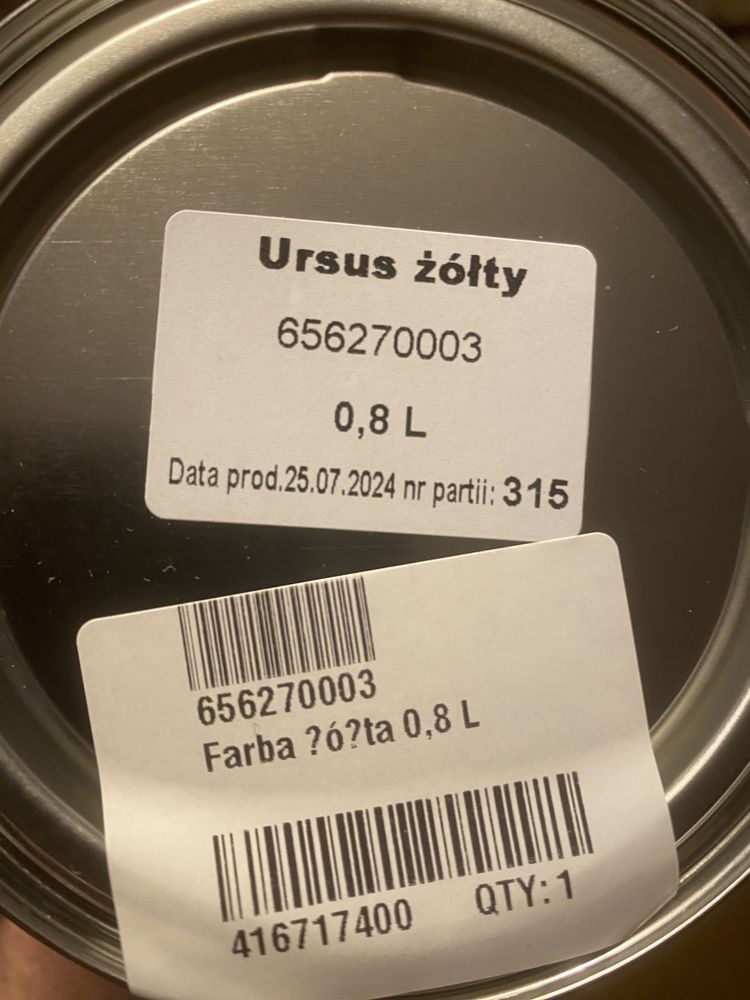 Ursus żółty
656270003
0,8 L
Data prod.25.07.2024 nr partii: 315
656270003
Farba ?ó?ta 0,8 L
416717400 QTY: 1